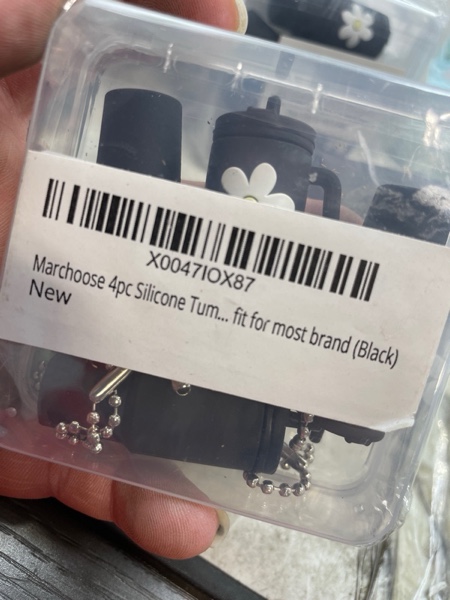 X0047IOX87
Marchoose 4pc Silicone Tum... fit for most brand (Black)
New